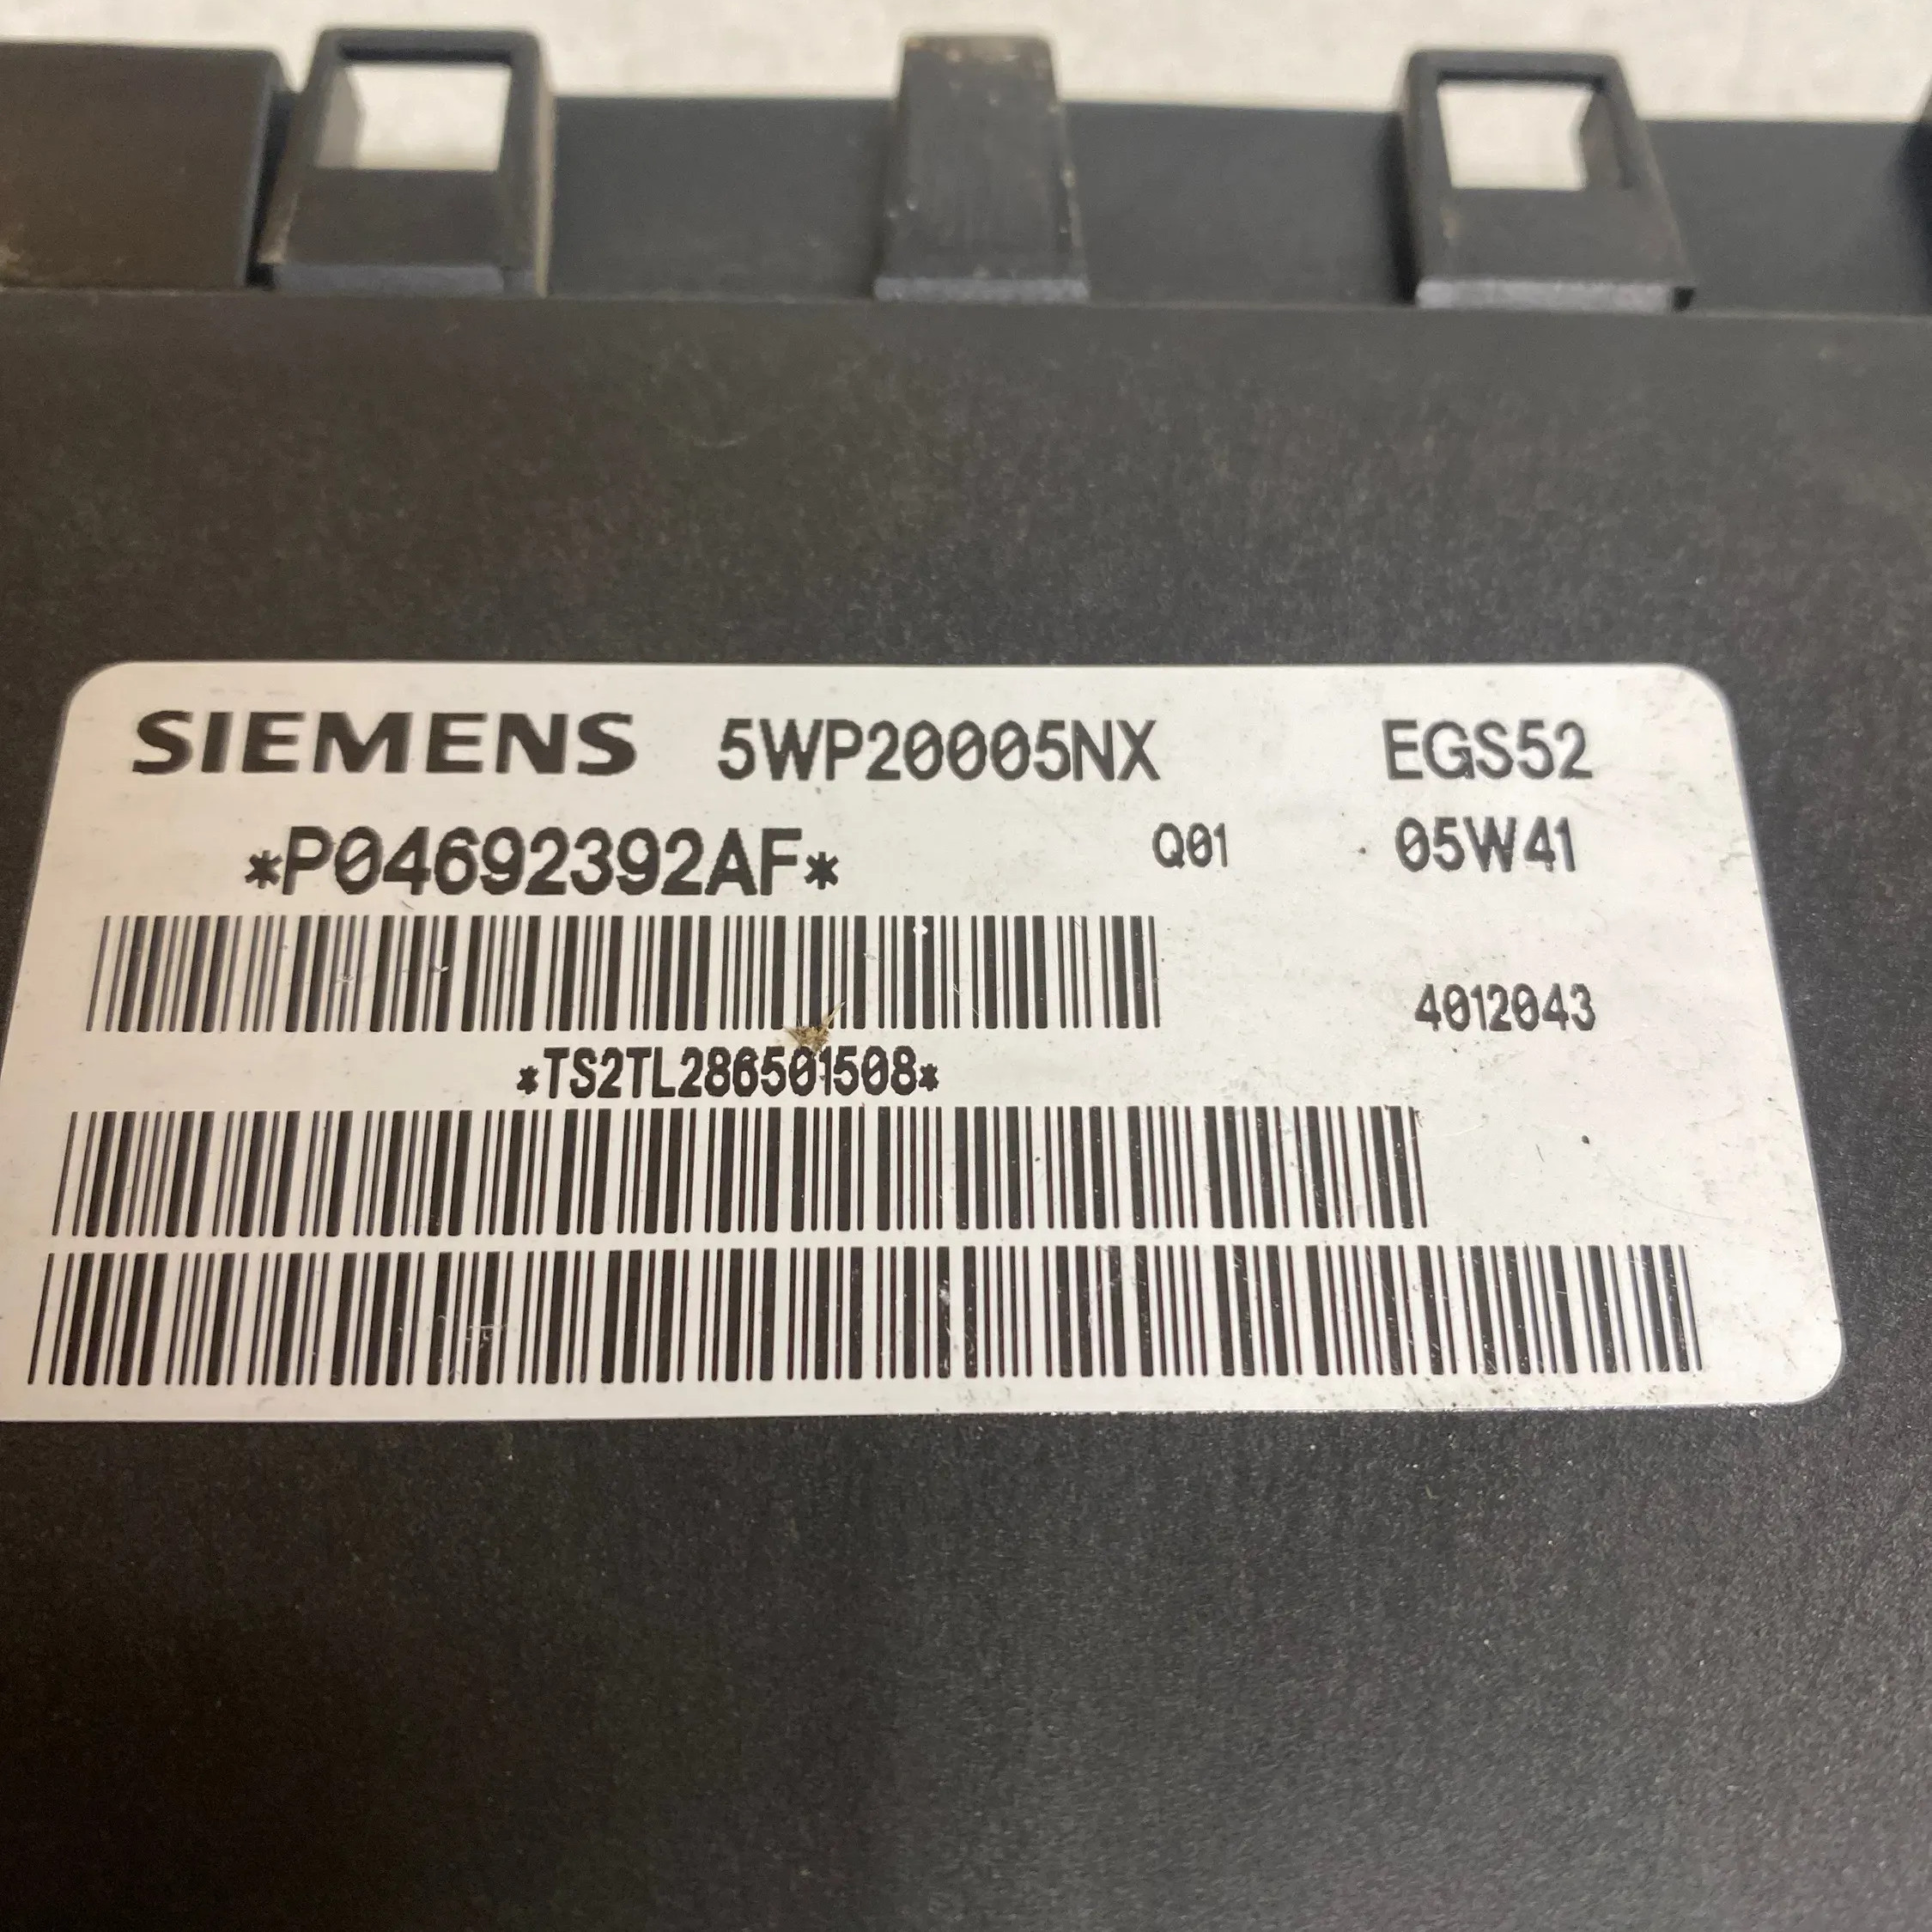 SIEMENS 5WP20005NX EGS52
*P04692392AF* Q01 05W41
4012043
*TS2TL286501508*